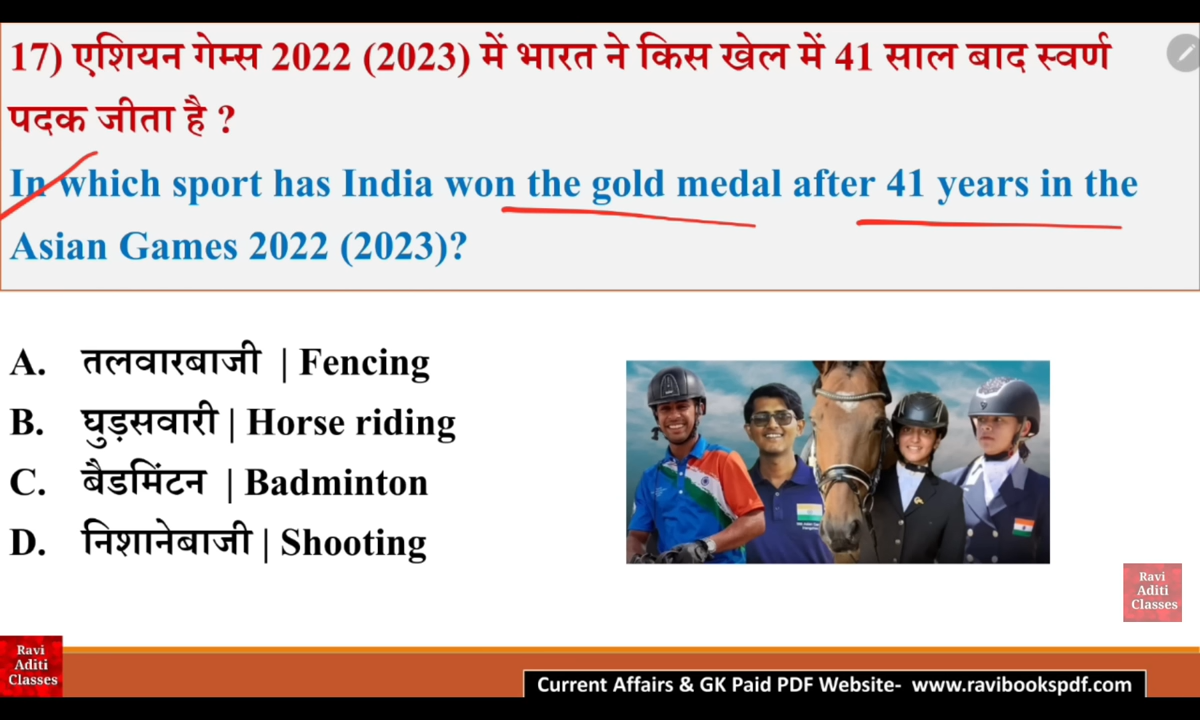 17) एशियन गेम्स 2022 (2023) में भारत ने किस खेल में 41 साल बाद स्वर्ण
पदक जीता है ?
In which sport has India won the gold medal after 41 years in the
Asian Games 2022 (2023)?
A. तलवारबाजी | Fencing
B. घुड़सवारी | Horse riding
C. बैडमिंटन | Badminton
D. निशानेबाजी | Shooting
Ravi
Aditi
Classes
Ravi
Aditi
Classes
Current Affairs & GK Paid PDF Website- www.ravibookspdf.com